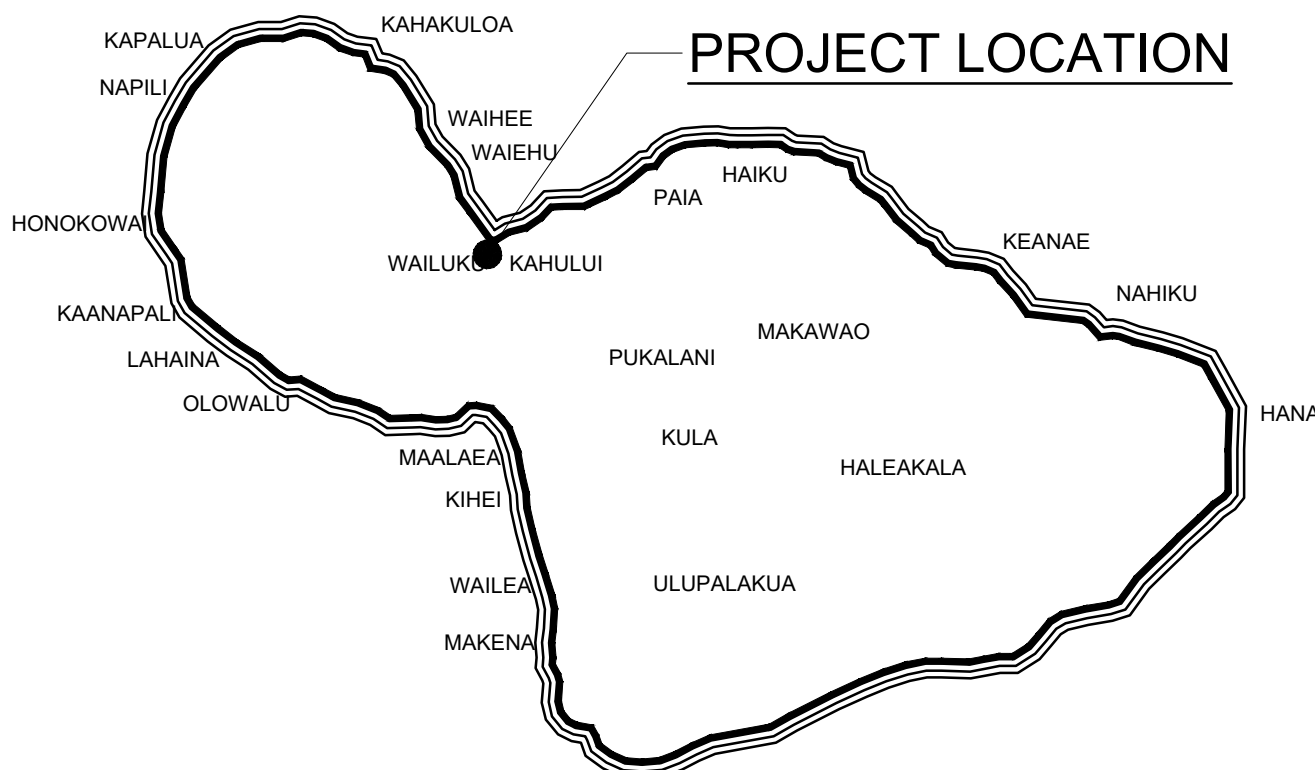 KAHAKULOA
KAPALUA
PROJECT LOCATION
NAPILI
WAIHEE
WAIEHU
HAIKU
PAIA
HONOKOWAI
KEANAE
WAILUKU
KAHULUI
NAHIKU
KAANAPALI
MAKAWAO
PUKALANI
LAHAINA
OLOWALU
HANA
KULA
MAALAEA
HALEAKALA
KIHEI
WAILEA
ULUPALAKUA
MAKENA